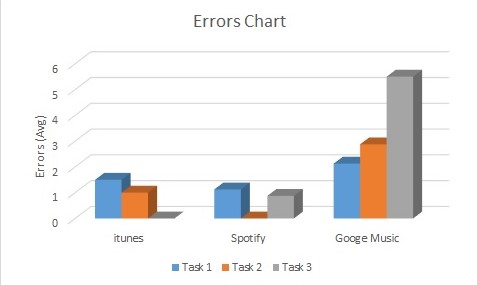 Errors Chart
Errors (Avg)
6
5
4
3
2
1
0
itunes Spotify Googe Music
Task 1 Task 2 Task 3